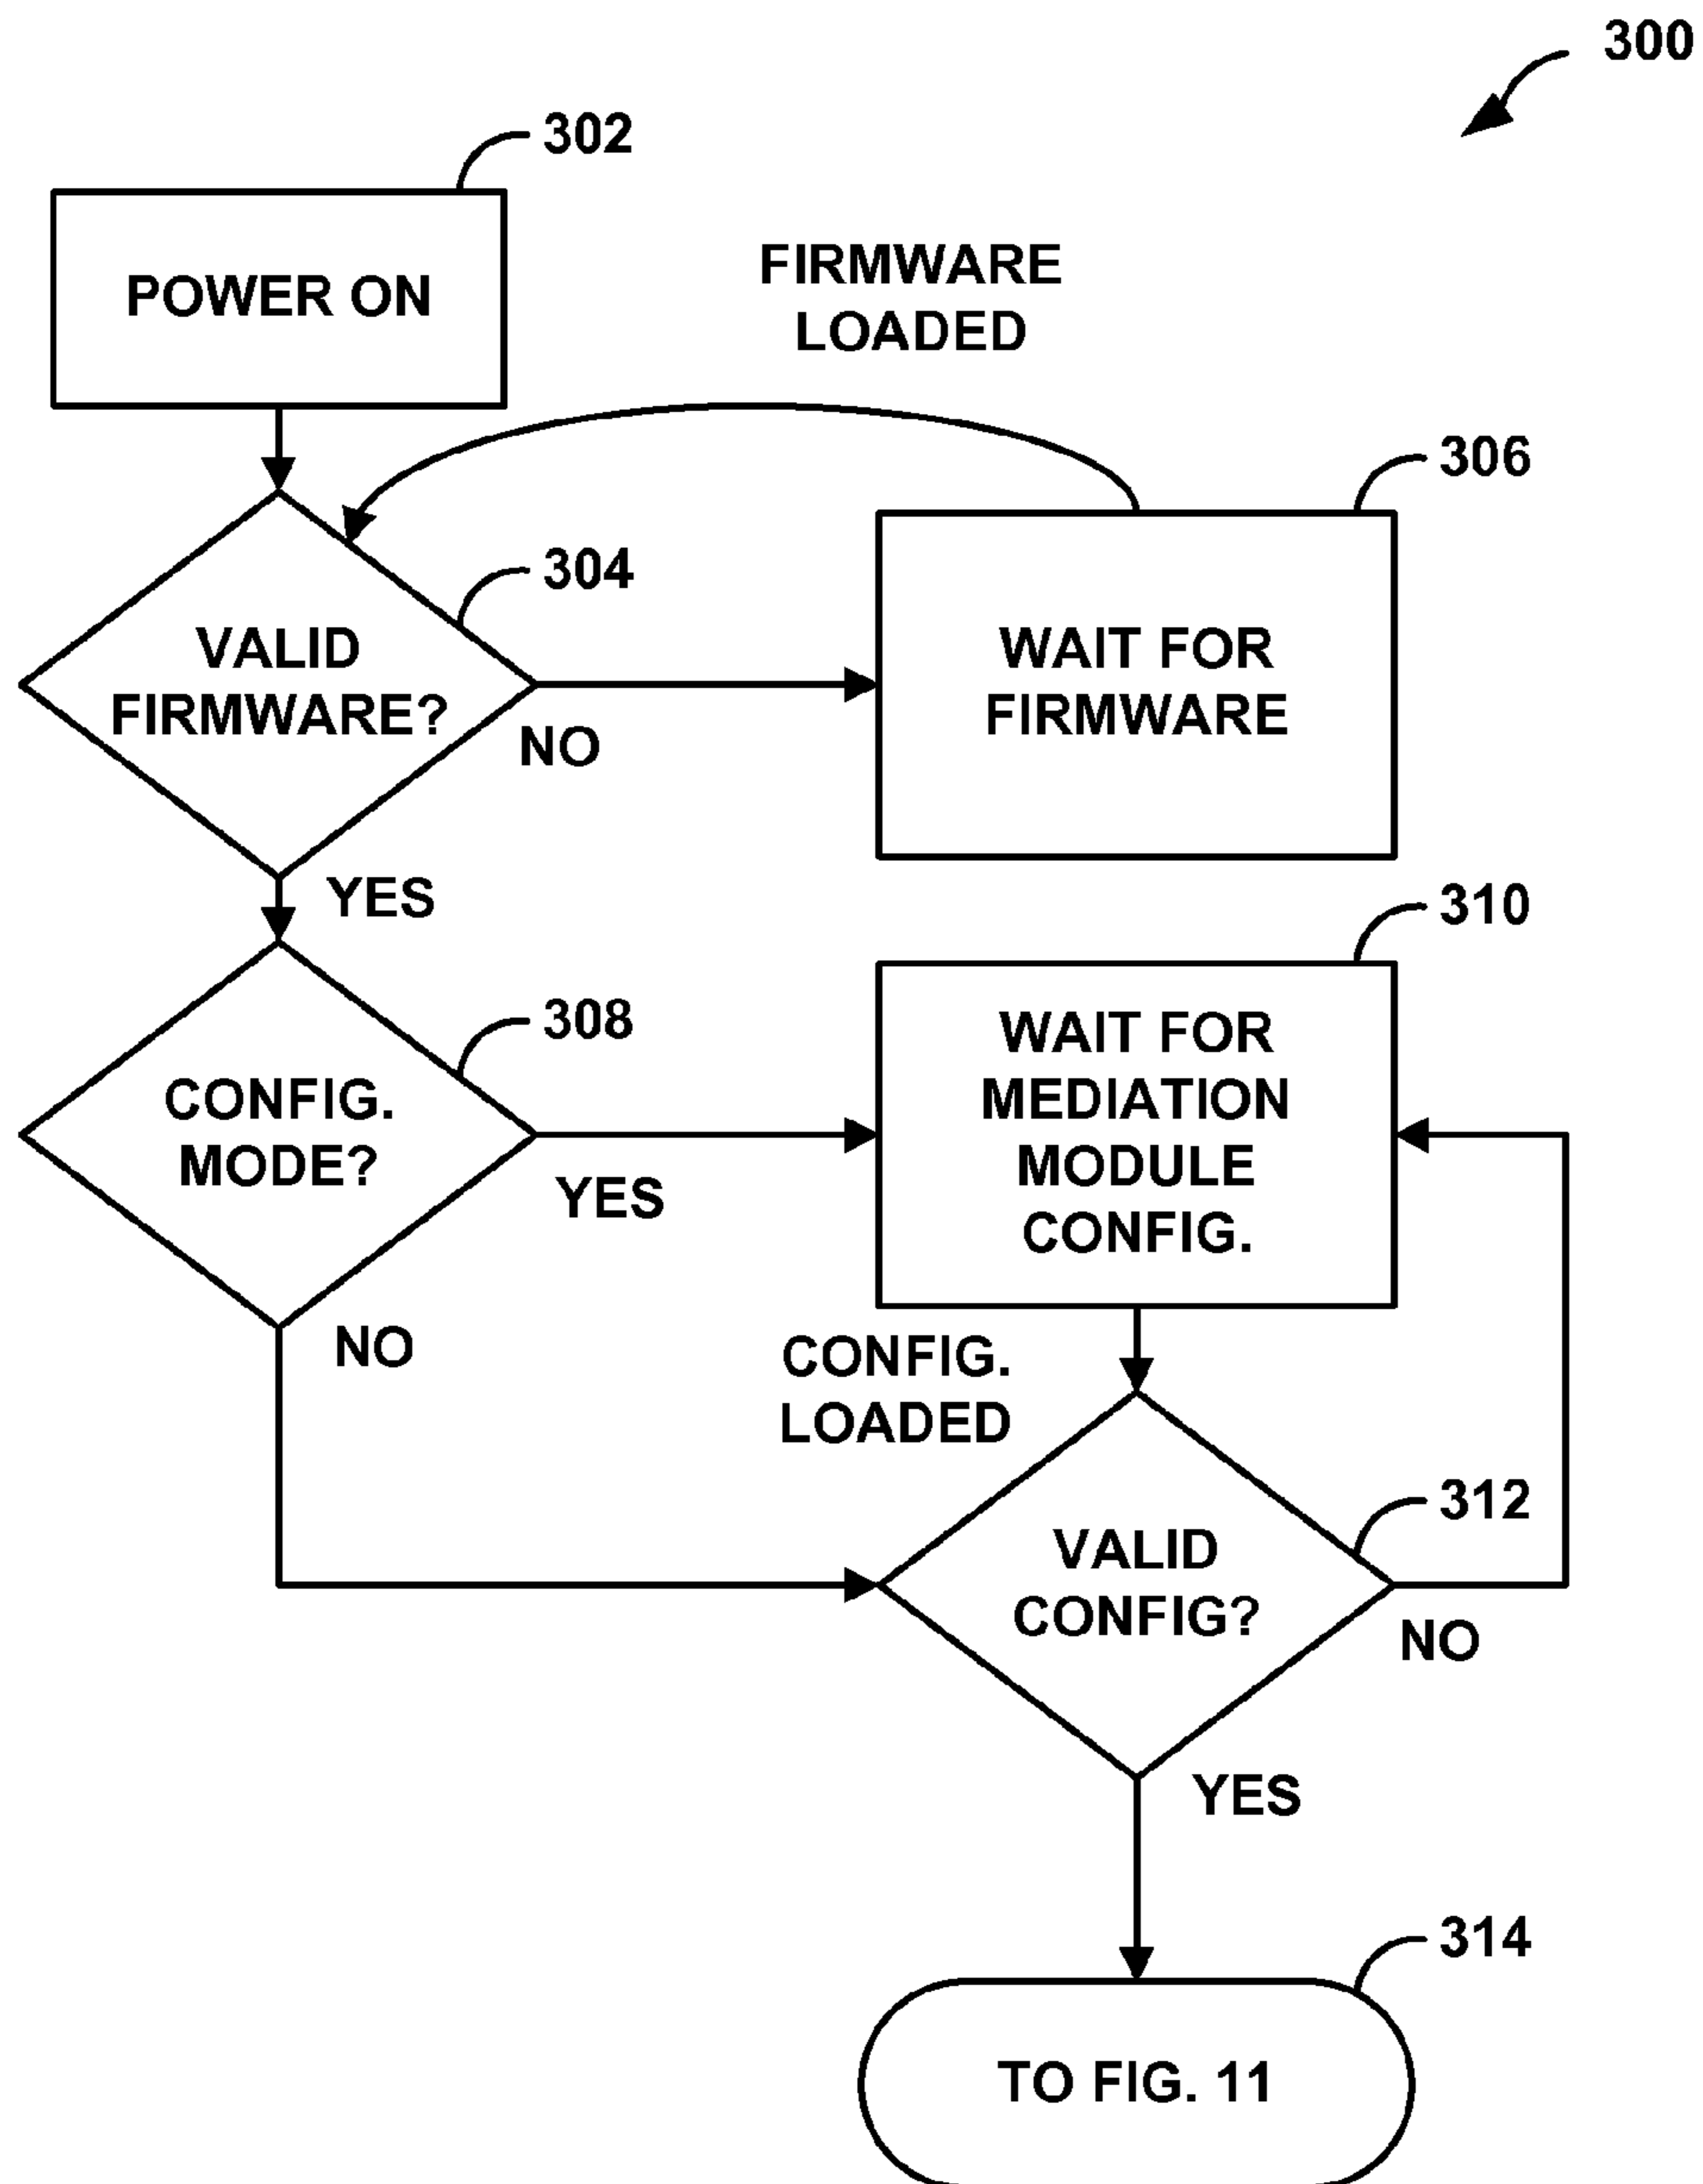 300
302
POWER ON
FIRMWARE
LOADED
306
304
VALID
FIRMWARE?
NO
WAIT FOR
FIRMWARE
YES
310
308
CONFIG.
MODE?
YES
WAIT FOR
MEDIATION
MODULE
CONFIG.
NO
CONFIG.
LOADED
312
VALID
CONFIG?
NO
YES
314
TO FIG. 11